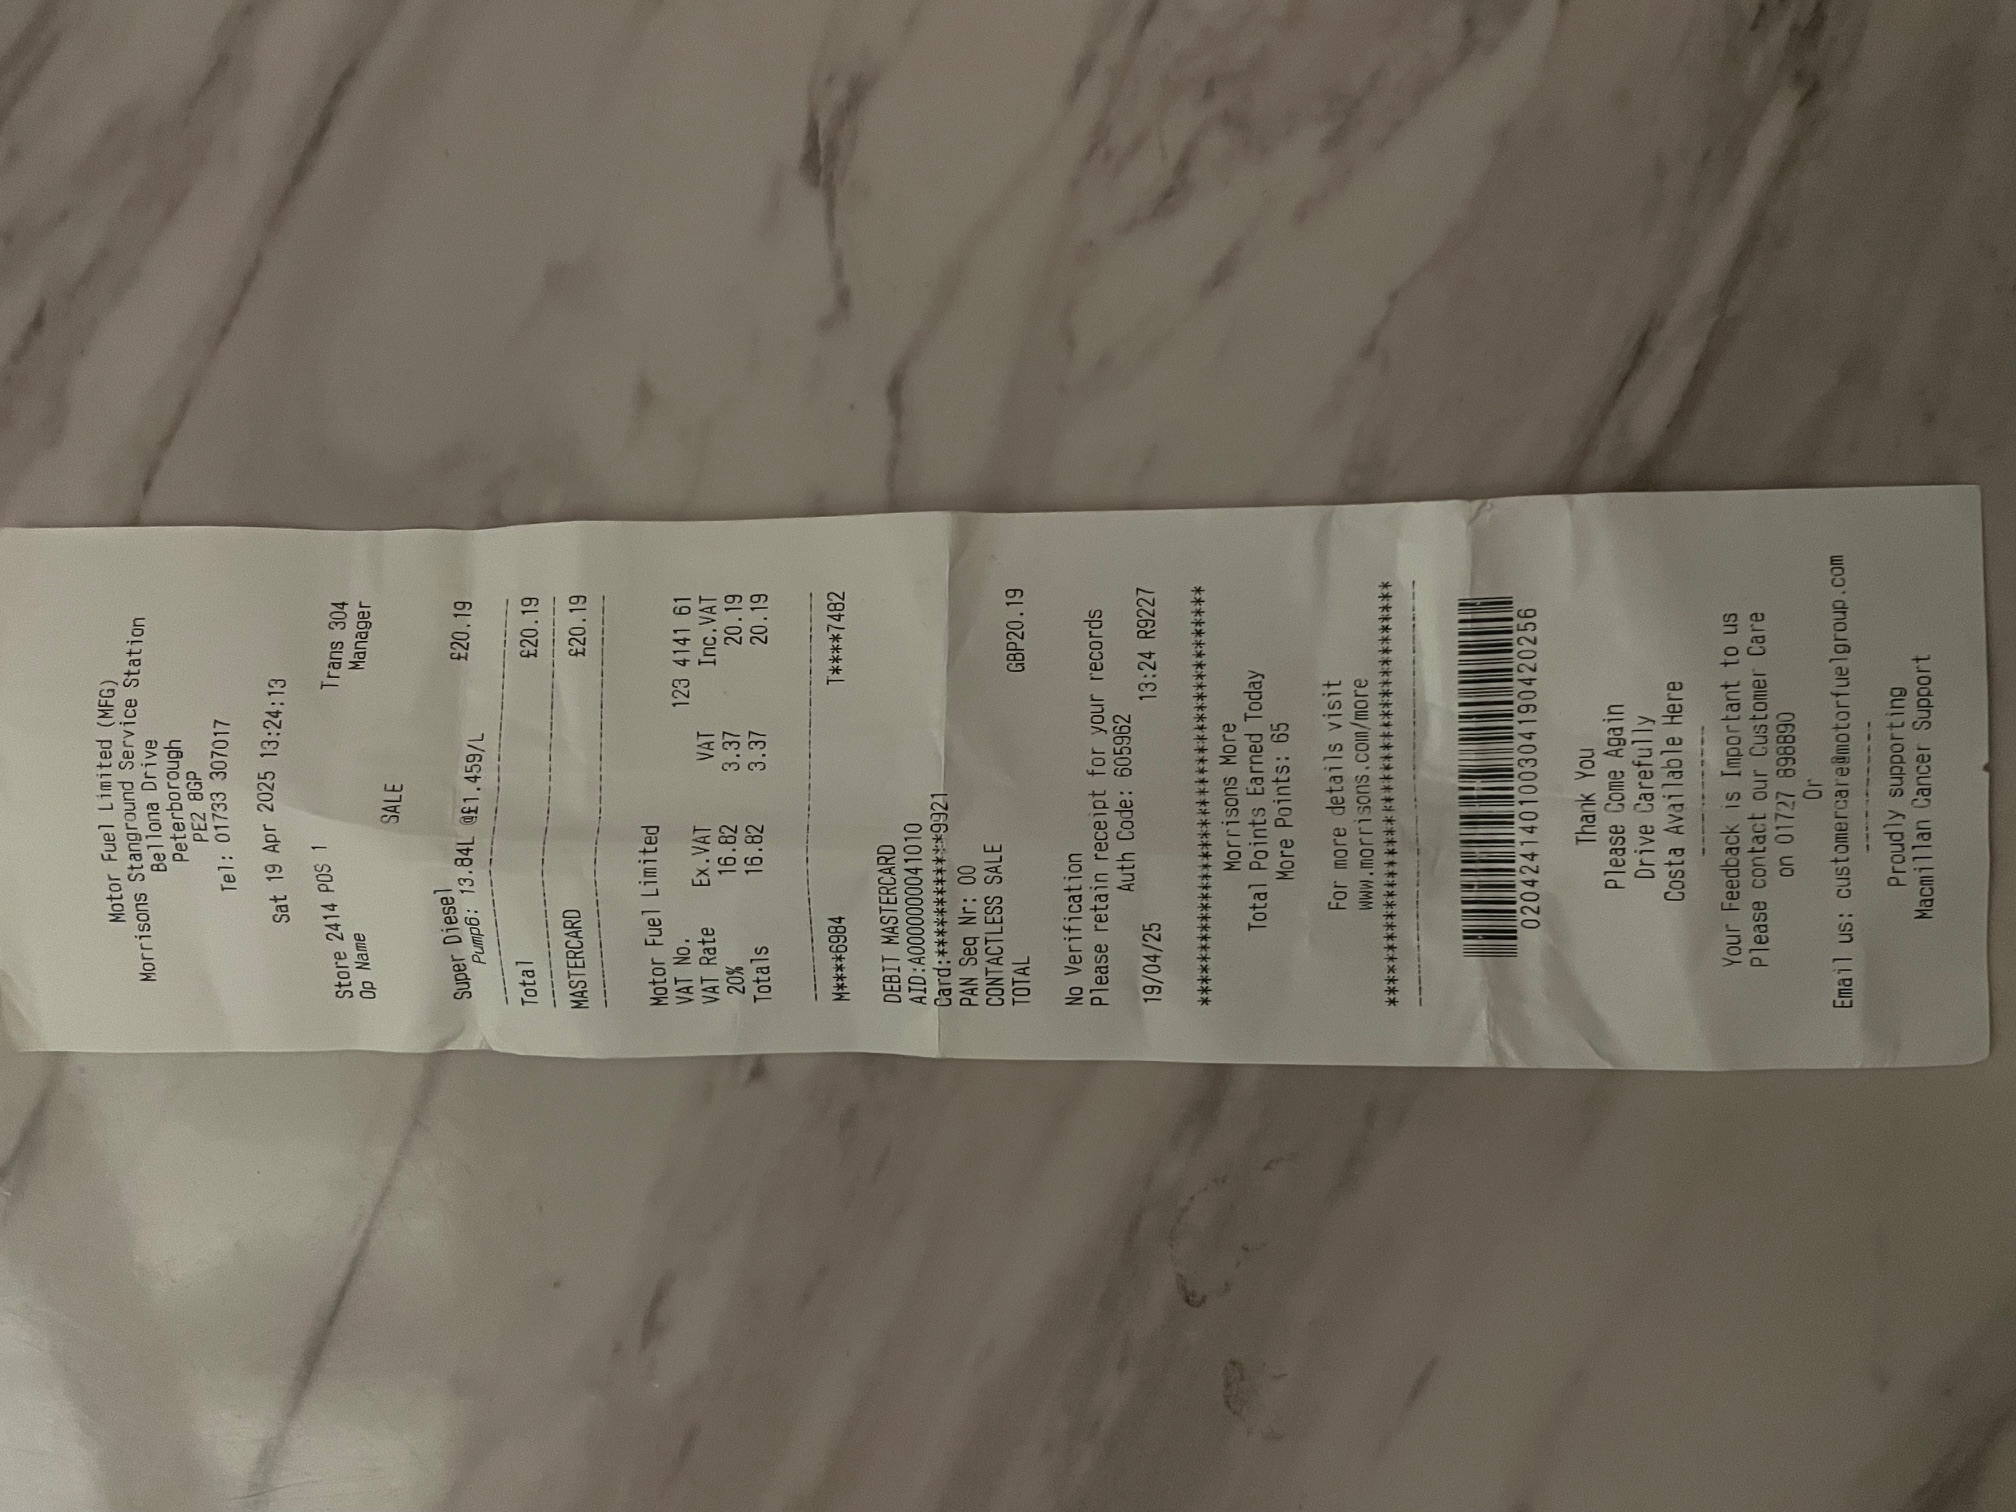 Motor Fuel Limited (MFG)
Morrisons Stanground Service Station
Bellona Drive
Peterborough
PE2 8GP
Tel: 01733 307017
Sat 19 Apr 2025 13:24:13
Store 2414 POS 1 Trans 304
Op Name Manager
SALE
Super Diesel £20.19
Pump6: 13.84L @£1.459/L
Total £20.19
MASTERCARD £20.19
Motor Fuel Limited
VAT No. 123 4141 61
VAT Rate Ex.VAT VAT Inc.VAT
20% 16.82 3.37 20.19
Totals 16.82 3.37 20.19
M****6984 T****7482
DEBIT MASTERCARD
AID:A0000000041010
Card:************9921
PAN Seq Nr: 00
CONTACTLESS SALE
TOTAL GBP20.19
No Verification
Please retain receipt for your records
Auth Code: 605962
19/04/25 13:24 R9227
*****************************************
Morrisons More
Total Points Earned Today
More Points: 65
For more details visit
www.morrisons.com/more
*****************************************
020424140100304190420256
Thank You
Please Come Again
Drive Carefully
Costa Available Here
Your Feedback is Important to us
Please contact our Customer Care
on 01727 898890
Or
Email us: customercare@motorfuelgroup.com
Proudly supporting
Macmillan Cancer Support